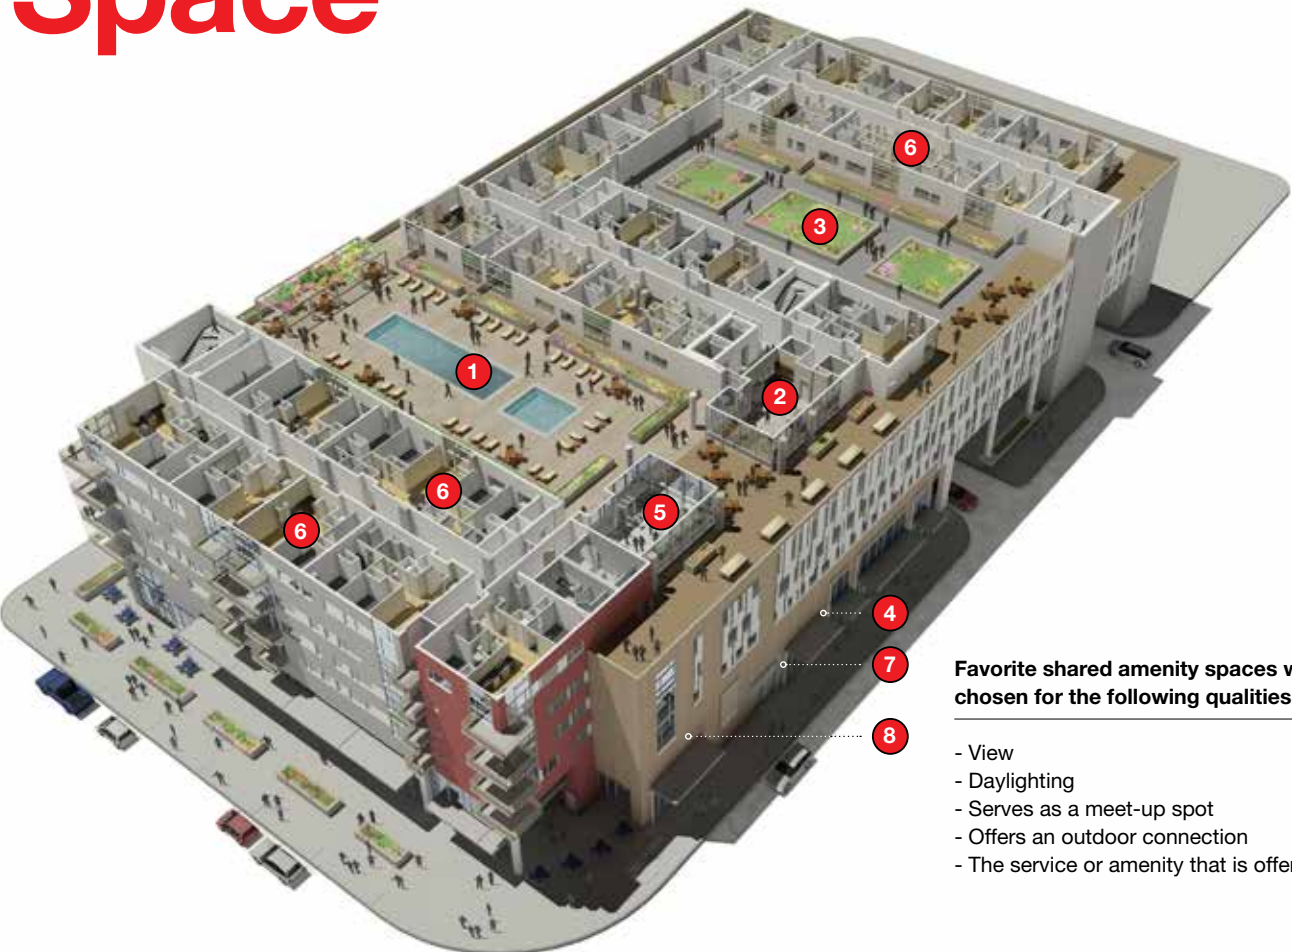 Space
6
3
1
2
6
5
6
4
7
8
Favorite shared amenity spaces
chosen for the following qualities
- View
- Daylighting
- Serves as a meet-up spot
- Offers an outdoor connection
- The service or amenity that is